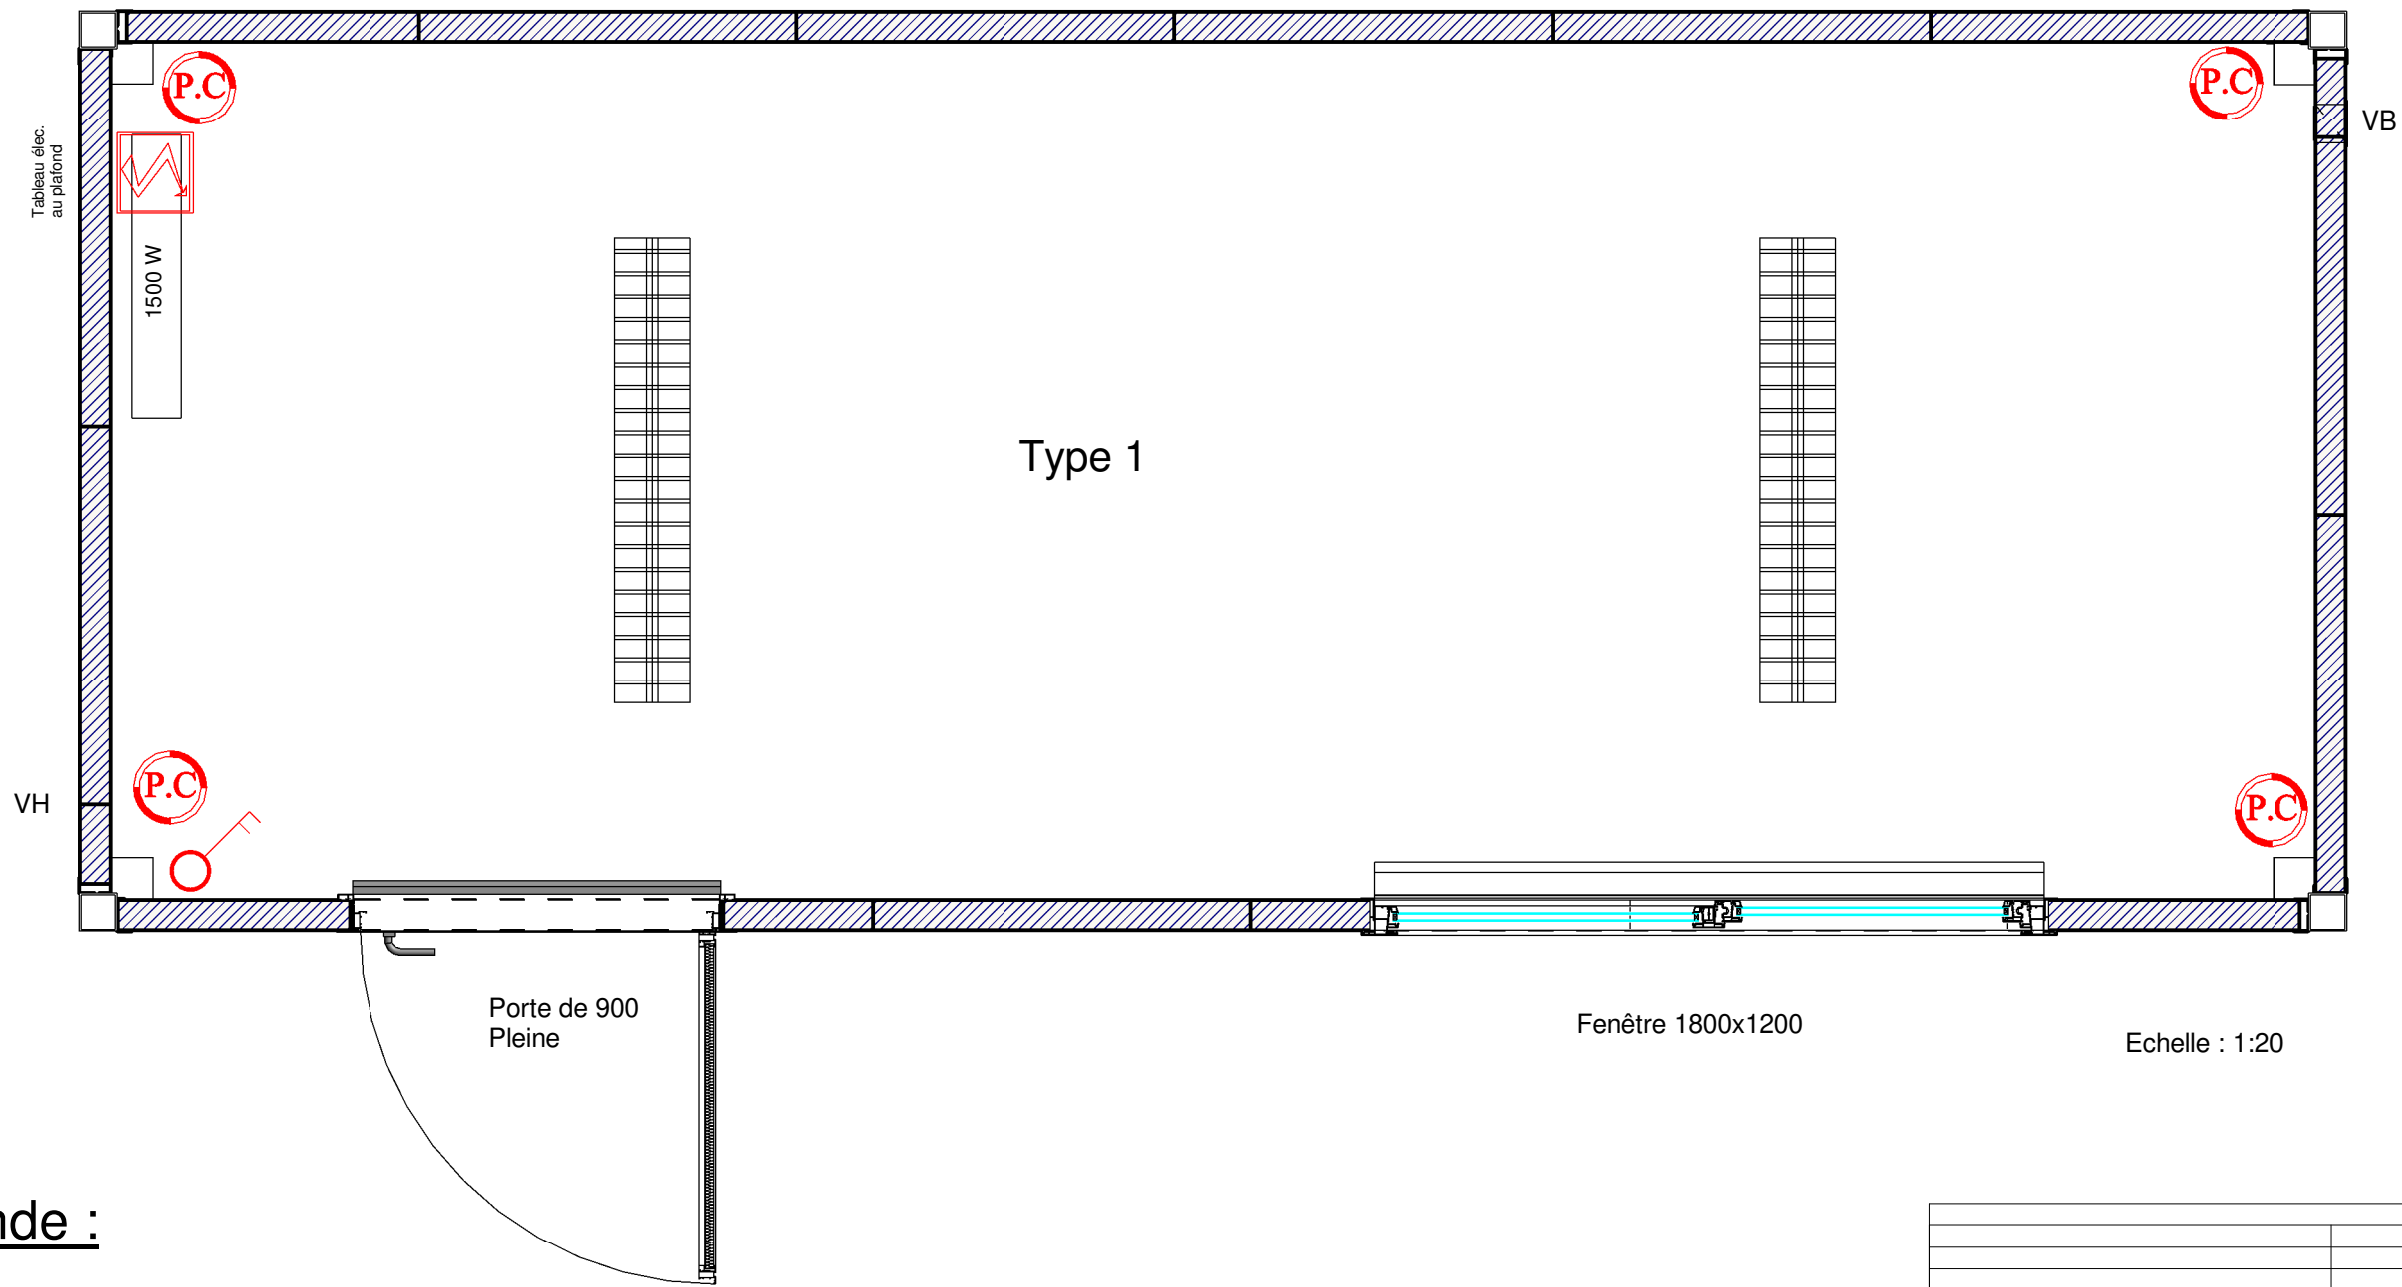 P.C
P.C
VB
Tableau élec.
au plafond
1500 W
Type 1
P.C
VH
P.C
Porte de 900
Pleine
Fenêtre 1800x1200
Echelle : 1:20
nde :